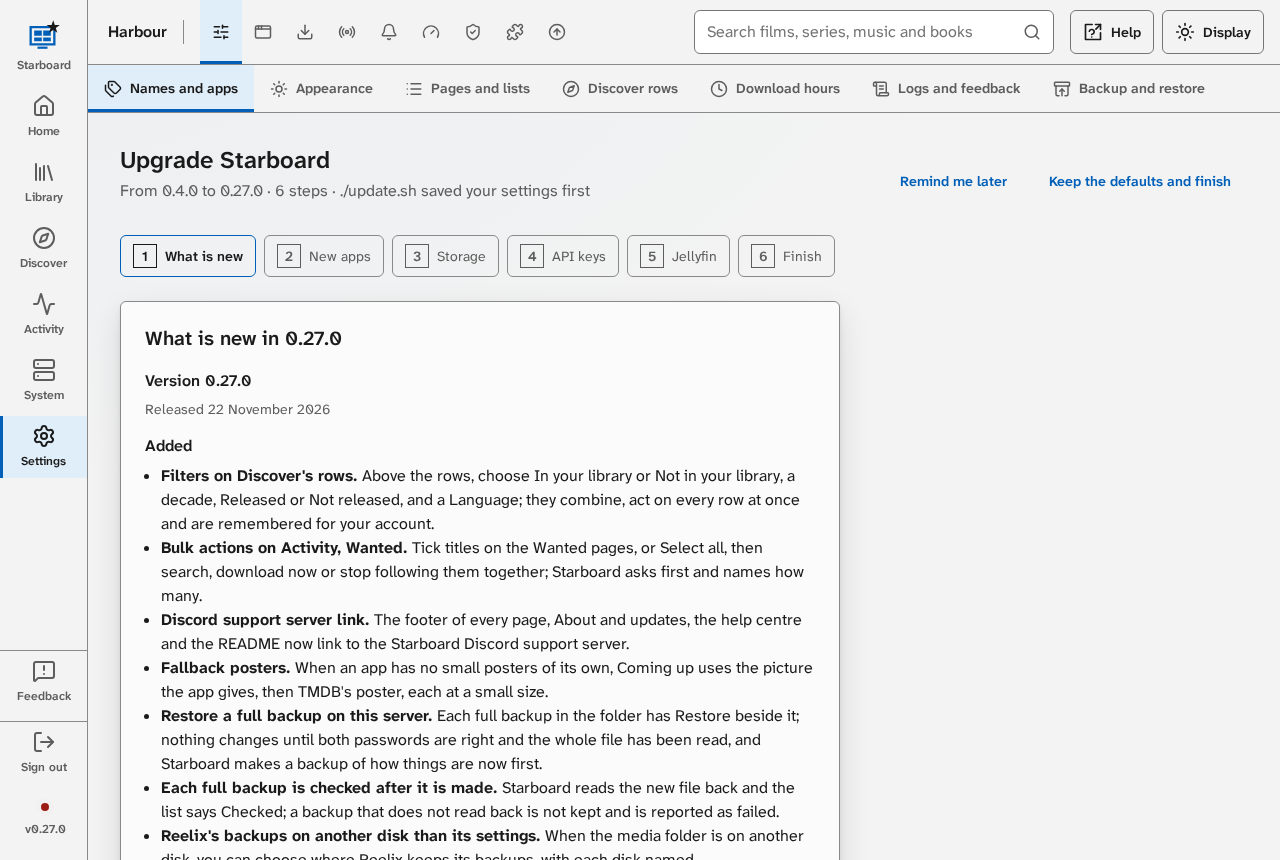 Starboard
Harbour
Search films, series, music and books
Help
Display
Home
Library
Discover
Activity
System
Settings
Feedback
Sign out
v0.27.0
Names and apps
Appearance
Pages and lists
Discover rows
Download hours
Logs and feedback
Backup and restore
Upgrade Starboard
From 0.4.0 to 0.27.0 · 6 steps · ./update.sh saved your settings first
Remind me later
Keep the defaults and finish
1 What is new
2 New apps
3 Storage
4 API keys
5 Jellyfin
6 Finish
What is new in 0.27.0
Version 0.27.0
Released 22 November 2026
Added
• Filters on Discover's rows. Above the rows, choose In your library or Not in your library, a
decade, Released or Not released, and a Language; they combine, act on every row at once
and are remembered for your account.
• Bulk actions on Activity, Wanted. Tick titles on the Wanted pages, or Select all, then
search, download now or stop following them together; Starboard asks first and names how
many.
• Discord support server link. The footer of every page, About and updates, the help centre
and the README now link to the Starboard Discord support server.
• Fallback posters. When an app has no small posters of its own, Coming up uses the picture
the app gives, then TMDB's poster, each at a small size.
• Restore a full backup on this server. Each full backup in the folder has Restore beside it;
nothing changes until both passwords are right and the whole file has been read, and
Starboard makes a backup of how things are now first.
• Each full backup is checked after it is made. Starboard reads the new file back and the
list says Checked; a backup that does not read back is not kept and is reported as failed.
• Reelix's backups on another disk than its settings. When the media folder is on another
disk, you can choose where Reelix keeps its backups, with each disk named.